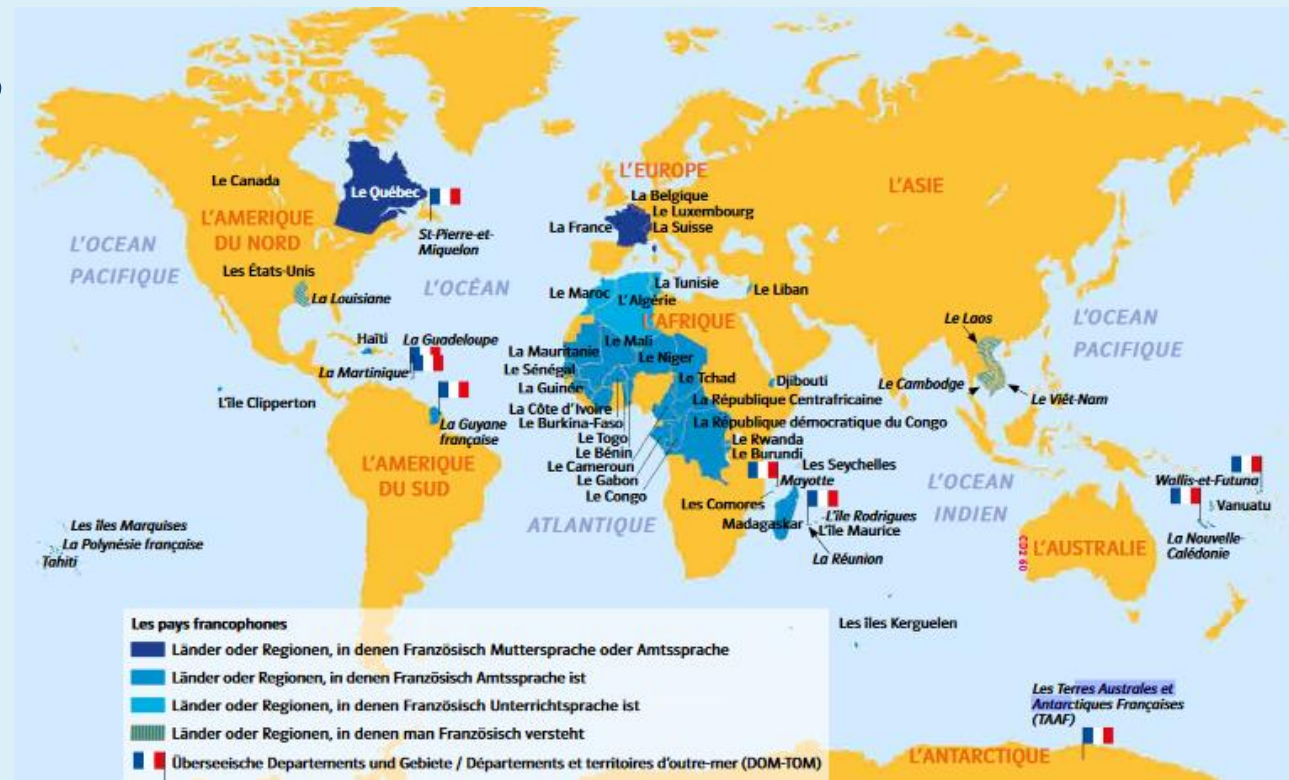 L'EUROPE
L'ASIE
La Belgique
Le Canada
Le Québec
Le Luxembourg
L'AMERIQUE
DU NORD
La France
La Suisse
St-Pierre-et-
Miquelon
L'OCEAN
PACIFIQUE
Les États-Unis
La Louisiane
L'OCÉAN
La Tunisie
Le Maroc
L'Algérie
Le Liban
L'AFRIQUE
Le Laos
L'OCEAN
PACIFIQUE
Haïti
La Guadeloupe
La Martinique
Le Mali
La Mauritanie
Le Niger
Le Sénégal
Le Tchad
Djibouti
La Guinée
La République Centrafricaine
Le Cambodge
Le Viêt-Nam
L'île Clipperton
La Guyane
française
La Côte d'Ivoire
Le Burkina-Faso
La République démocratique du Congo
Le Togo
Le Bénin
Le Rwanda
Le Burundi
L'AMERIQUE
DU SUD
Le Cameroun
Le Gabon
Le Congo
Les Seychelles
Mayotte
Les Comores
L'OCEAN
INDIEN
Wallis-et-Futuna
Vanuatu
ATLANTIQUE
Madagaskar
L'île Rodrigues
L'île Maurice
La Réunion
CD2 60
L'AUSTRALIE
La Nouvelle-
Calédonie
Les îles Marquises
La Polynésie française
Tahiti
Les îles Kerguelen
Les Terres Australes et
Antarctiques Françaises
(TAAF)
L'ANTARCTIQUE
Les pays francophones
Länder oder Regionen, in denen Französisch Muttersprache oder Amtssprache
Länder oder Regionen, in denen Französisch Amtssprache ist
Länder oder Regionen, in denen Französisch Unterrichtsprache ist
Länder oder Regionen, in denen man Französisch versteht
Überseeische Departements und Gebiete / Départements et territoires d'outre-mer (DOM-TOM)